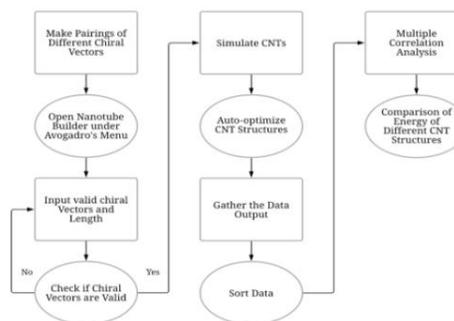 Make Pairings of
Different Chiral
Vectors
Open Nanotube
Builder under
Avogadro's Menu
Input valid chiral
Vectors and
Length
No
Yes
Check if Chiral
Vectors are Valid
Simulate CNTs
Auto-optimize
CNT Structures
Gather the Data
Output
Sort Data
Multiple
Correlation
Analysis
Comparison of
Energy of
Different CNT
Structures